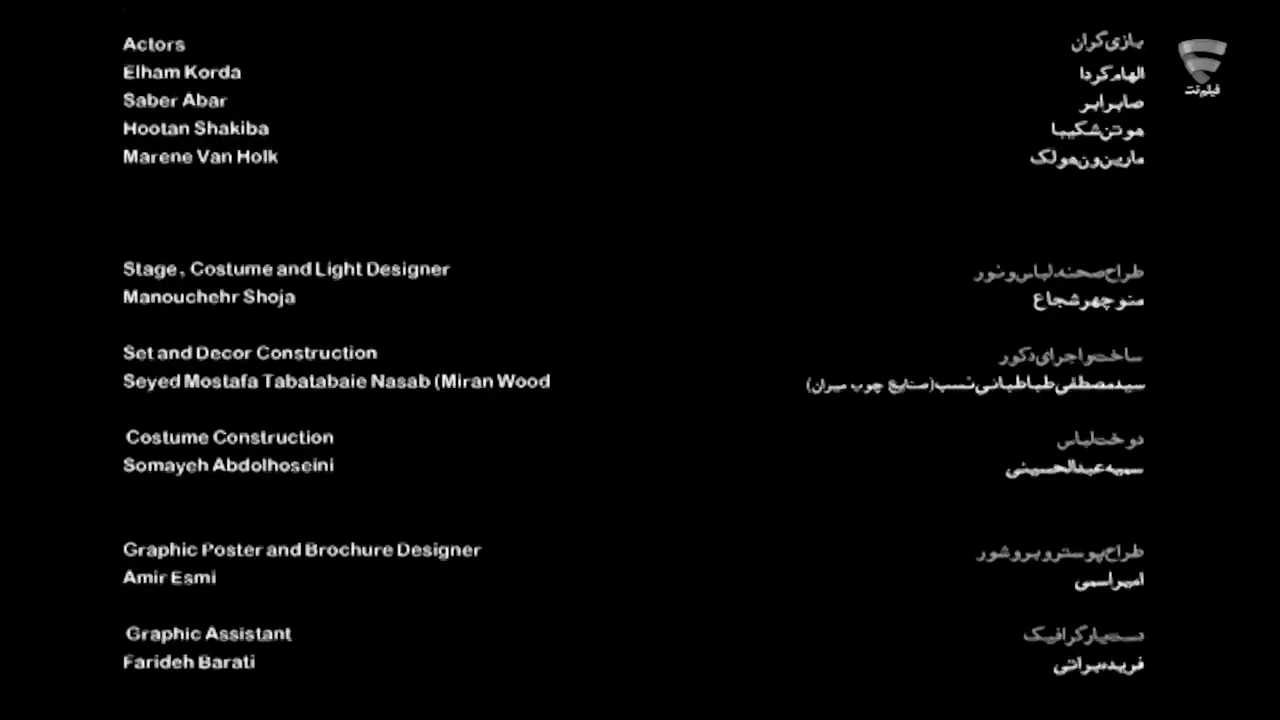 Actors
بازی‌گران
Elham Korda
الهام کردا
Saber Abar
صابر ابر
Hootan Shakiba
هوتن شکیبا
Marene Van Holk
مارین ون هولک
Stage, Costume and Light Designer
طراح صحنه، لباس و نور
Manouchehr Shoja
منوچهر شجاع
Set and Decor Construction
ساخت و اجرای دکور
Seyed Mostafa Tabatabaie Nasab (Miran Wood
سید مصطفی طباطبائی نسب (صنایع چوب میران)
Costume Construction
دوخت لباس
Somayeh Abdolhoseini
سمیه عبدالحسینی
Graphic Poster and Brochure Designer
طراح پوستر و بروشور
Amir Esmi
امیر اسمی
Graphic Assistant
دستیار گرافیک
Farideh Barati
فریده براتی
فیلم‌نت